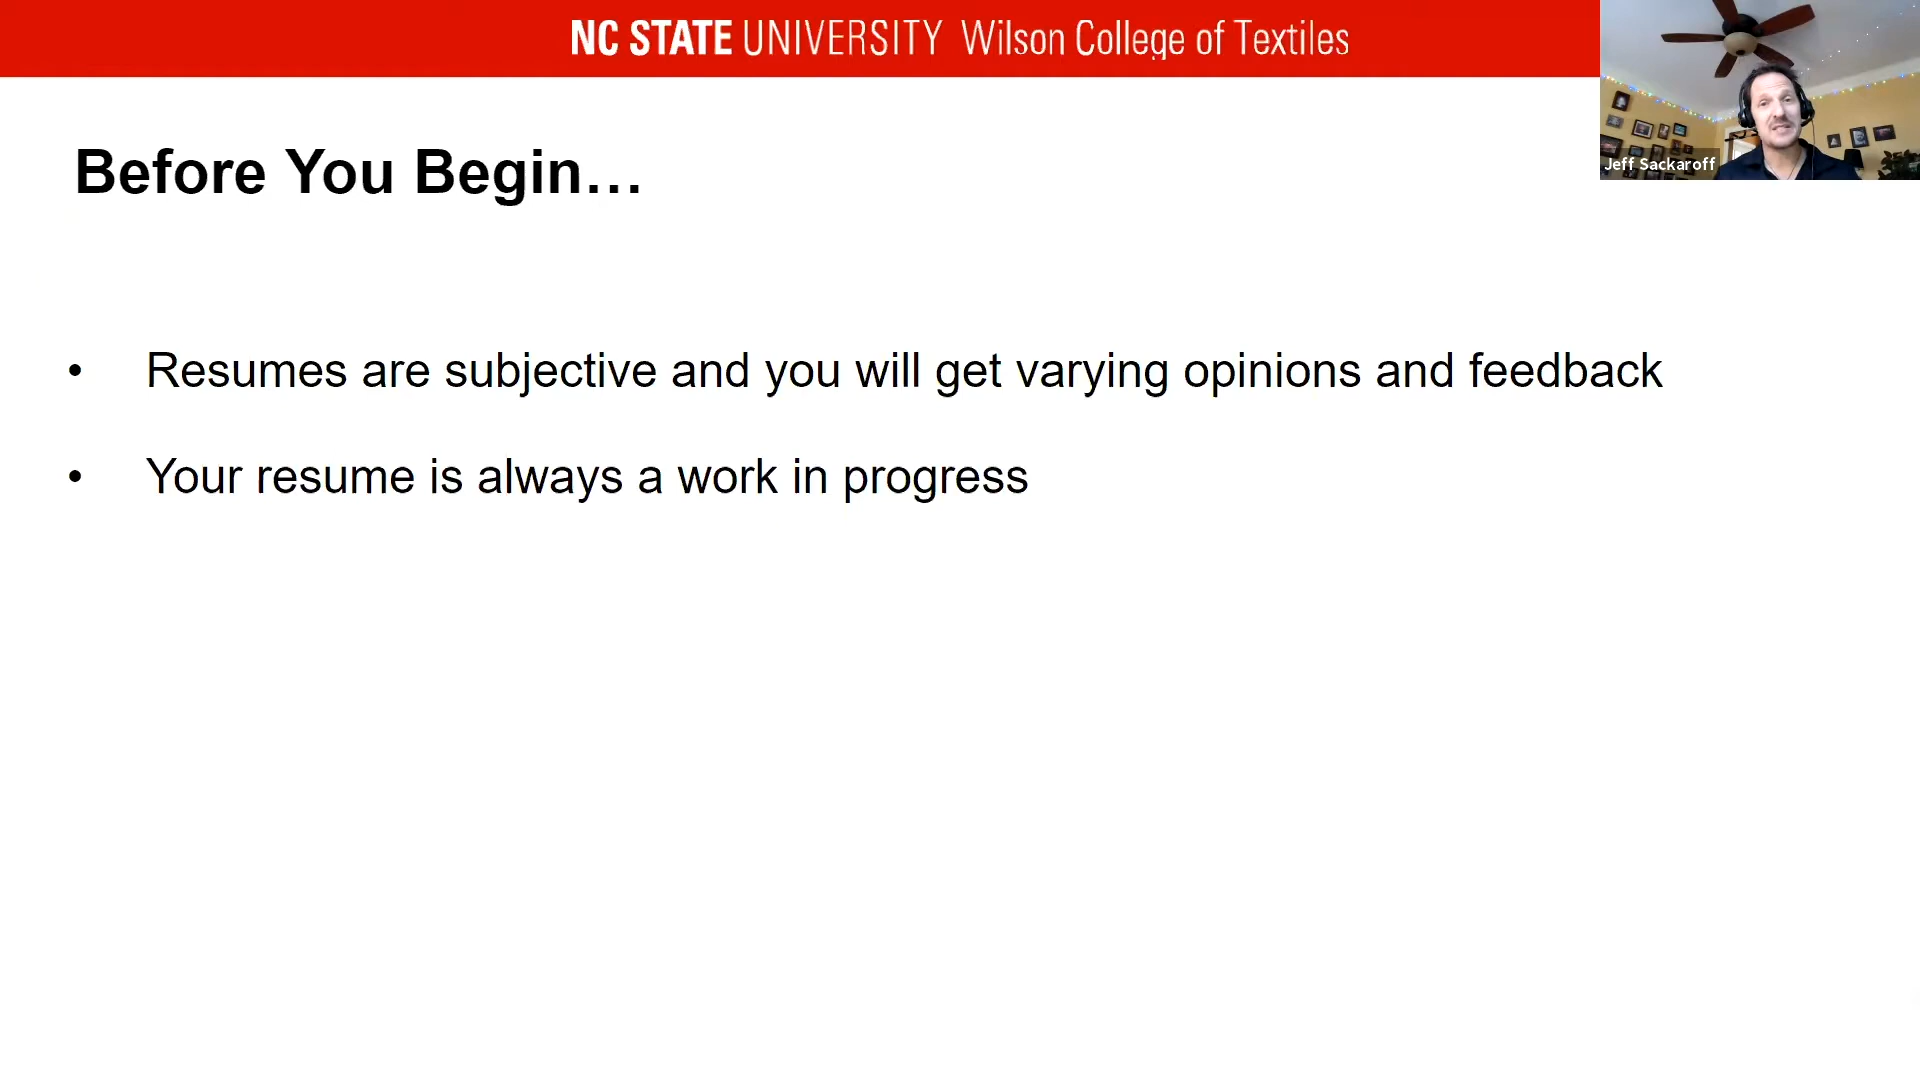 NC STATE UNIVERSITY Wilson College of Textiles
Jeff Sackaroff
Before You Begin…
• Resumes are subjective and you will get varying opinions and feedback
• Your resume is always a work in progress